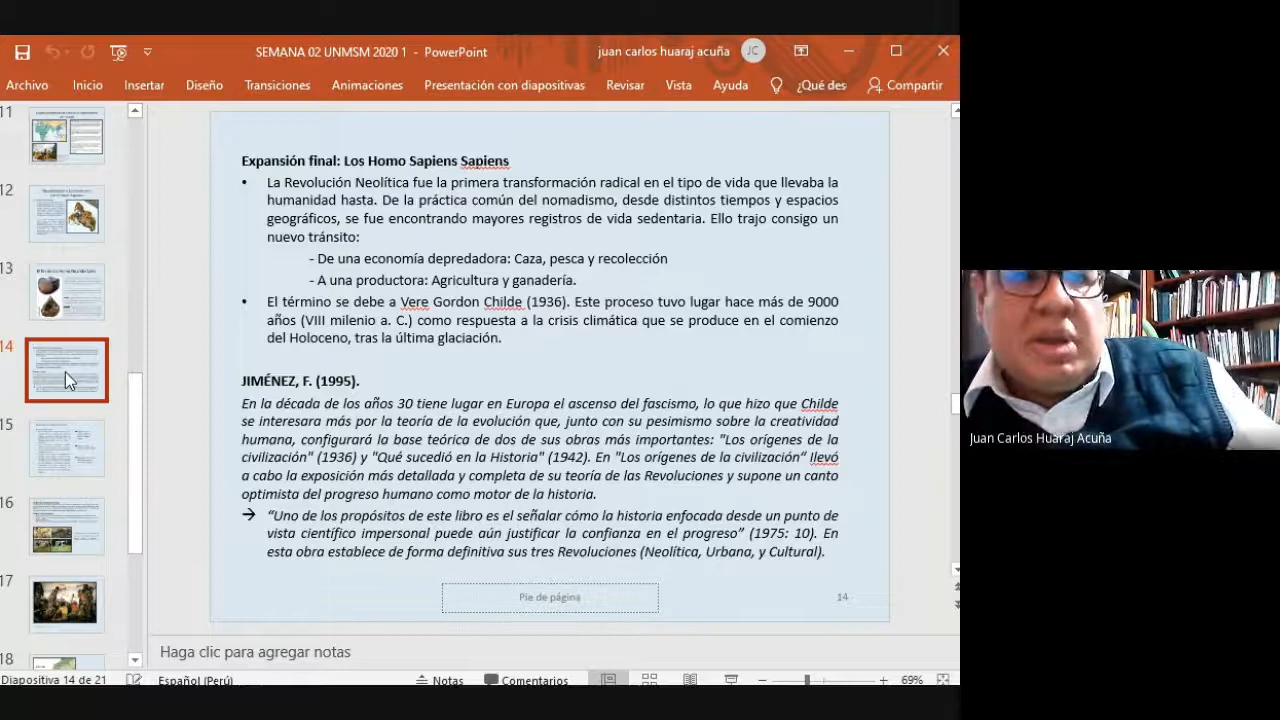 SEMANA 02 UNMSM 2020 1 - PowerPoint
juan carlos huaraj acuña
JC
Archivo Inicio Insertar Diseño Transiciones Animaciones Presentación con diapositivas Revisar Vista Ayuda ¿Qué des Compartir
11
12
13
14
15
16
17
18
Expansión final: Los Homo Sapiens Sapiens
• La Revolución Neolítica fue la primera transformación radical en el tipo de vida que llevaba la
humanidad hasta. De la práctica común del nomadismo, desde distintos tiempos y espacios
geográficos, se fue encontrando mayores registros de vida sedentaria. Ello trajo consigo un
nuevo tránsito:
- De una economía depredadora: Caza, pesca y recolección
- A una productora: Agricultura y ganadería.
• El término se debe a Vere Gordon Childe (1936). Este proceso tuvo lugar hace más de 9000
años (VIII milenio a. C.) como respuesta a la crisis climática que se produce en el comienzo
del Holoceno, tras la última glaciación.
JIMÉNEZ, F. (1995).
En la década de los años 30 tiene lugar en Europa el ascenso del fascismo, lo que hizo que Childe
se interesara más por la teoría de la evolución que, junto con su pesimismo sobre la creatividad
humana, configurará la base teórica de dos de sus obras más importantes: "Los orígenes de la
civilización" (1936) y "Qué sucedió en la Historia" (1942). En "Los orígenes de la civilización“ llevó
a cabo la exposición más detallada y completa de su teoría de las Revoluciones y supone un canto
optimista del progreso humano como motor de la historia.
→ “Uno de los propósitos de este libro es el señalar cómo la historia enfocada desde un punto de
vista científico impersonal puede aún justificar la confianza en el progreso” (1975: 10). En
esta obra establece de forma definitiva sus tres Revoluciones (Neolítica, Urbana, y Cultural).
Pie de página
14
Haga clic para agregar notas
Diapositiva 14 de 21 Español (Perú) Notas Comentarios 69%
Juan Carlos Huaraj Acuña